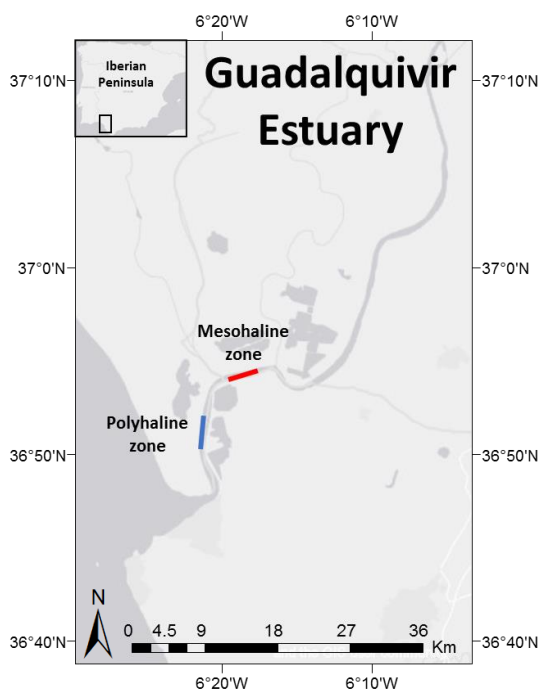 6°20'W 6°10'W
Iberian
Peninsula
Guadalquivir
Estuary
37°10'N 37°10'N
37°0'N 37°0'N
Mesohaline
zone
Polyhaline
zone
36°50'N 36°50'N
N
0 4.5 9 18 27 36
Km
36°40'N 36°40'N
6°20'W 6°10'W